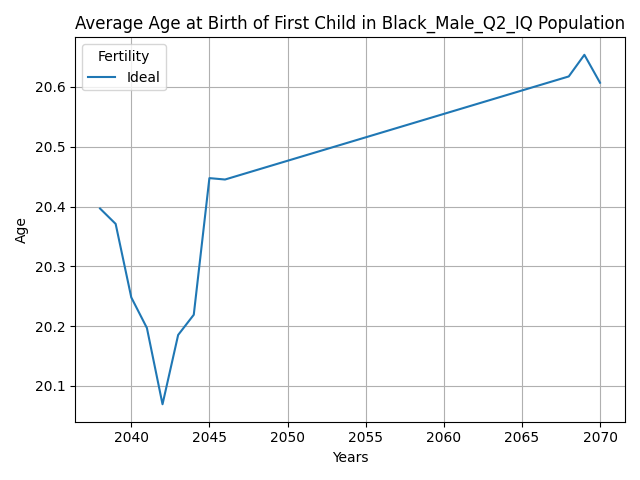 Average Age at Birth of First Child in Black_Male_Q2_IQ Population
Fertility
Ideal
Age
20.6
20.5
20.4
20.3
20.2
20.1
2040 2045 2050 2055 2060 2065 2070
Years